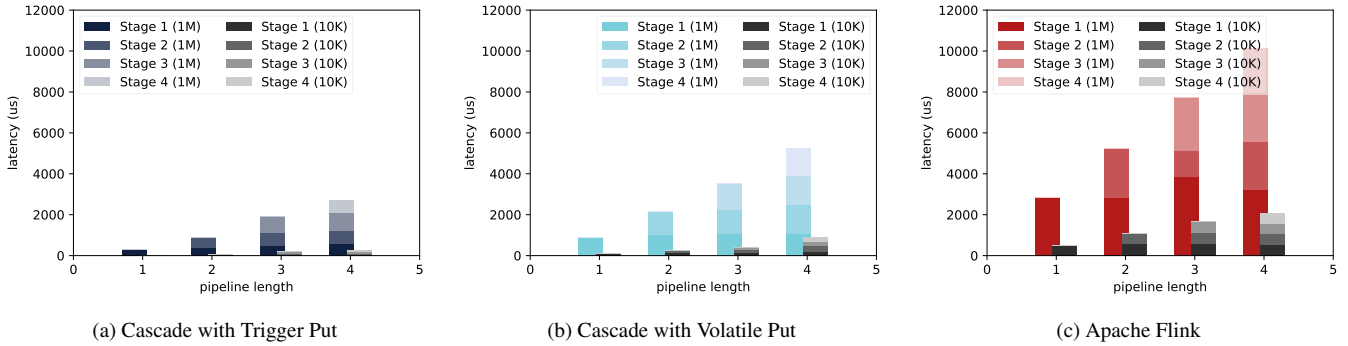 12000
10000
8000
6000
4000
2000
0
latency (us)
Stage 1 (1M)
Stage 2 (1M)
Stage 3 (1M)
Stage 4 (1M)
Stage 1 (10K)
Stage 2 (10K)
Stage 3 (10K)
Stage 4 (10K)
0 1 2 3 4 5
pipeline length
(a) Cascade with Trigger Put
12000
10000
8000
6000
4000
2000
0
latency (us)
Stage 1 (1M)
Stage 2 (1M)
Stage 3 (1M)
Stage 4 (1M)
Stage 1 (10K)
Stage 2 (10K)
Stage 3 (10K)
Stage 4 (10K)
0 1 2 3 4 5
pipeline length
(b) Cascade with Volatile Put
12000
10000
8000
6000
4000
2000
0
latency (us)
Stage 1 (1M)
Stage 2 (1M)
Stage 3 (1M)
Stage 4 (1M)
Stage 1 (10K)
Stage 2 (10K)
Stage 3 (10K)
Stage 4 (10K)
0 1 2 3 4 5
pipeline length
(c) Apache Flink